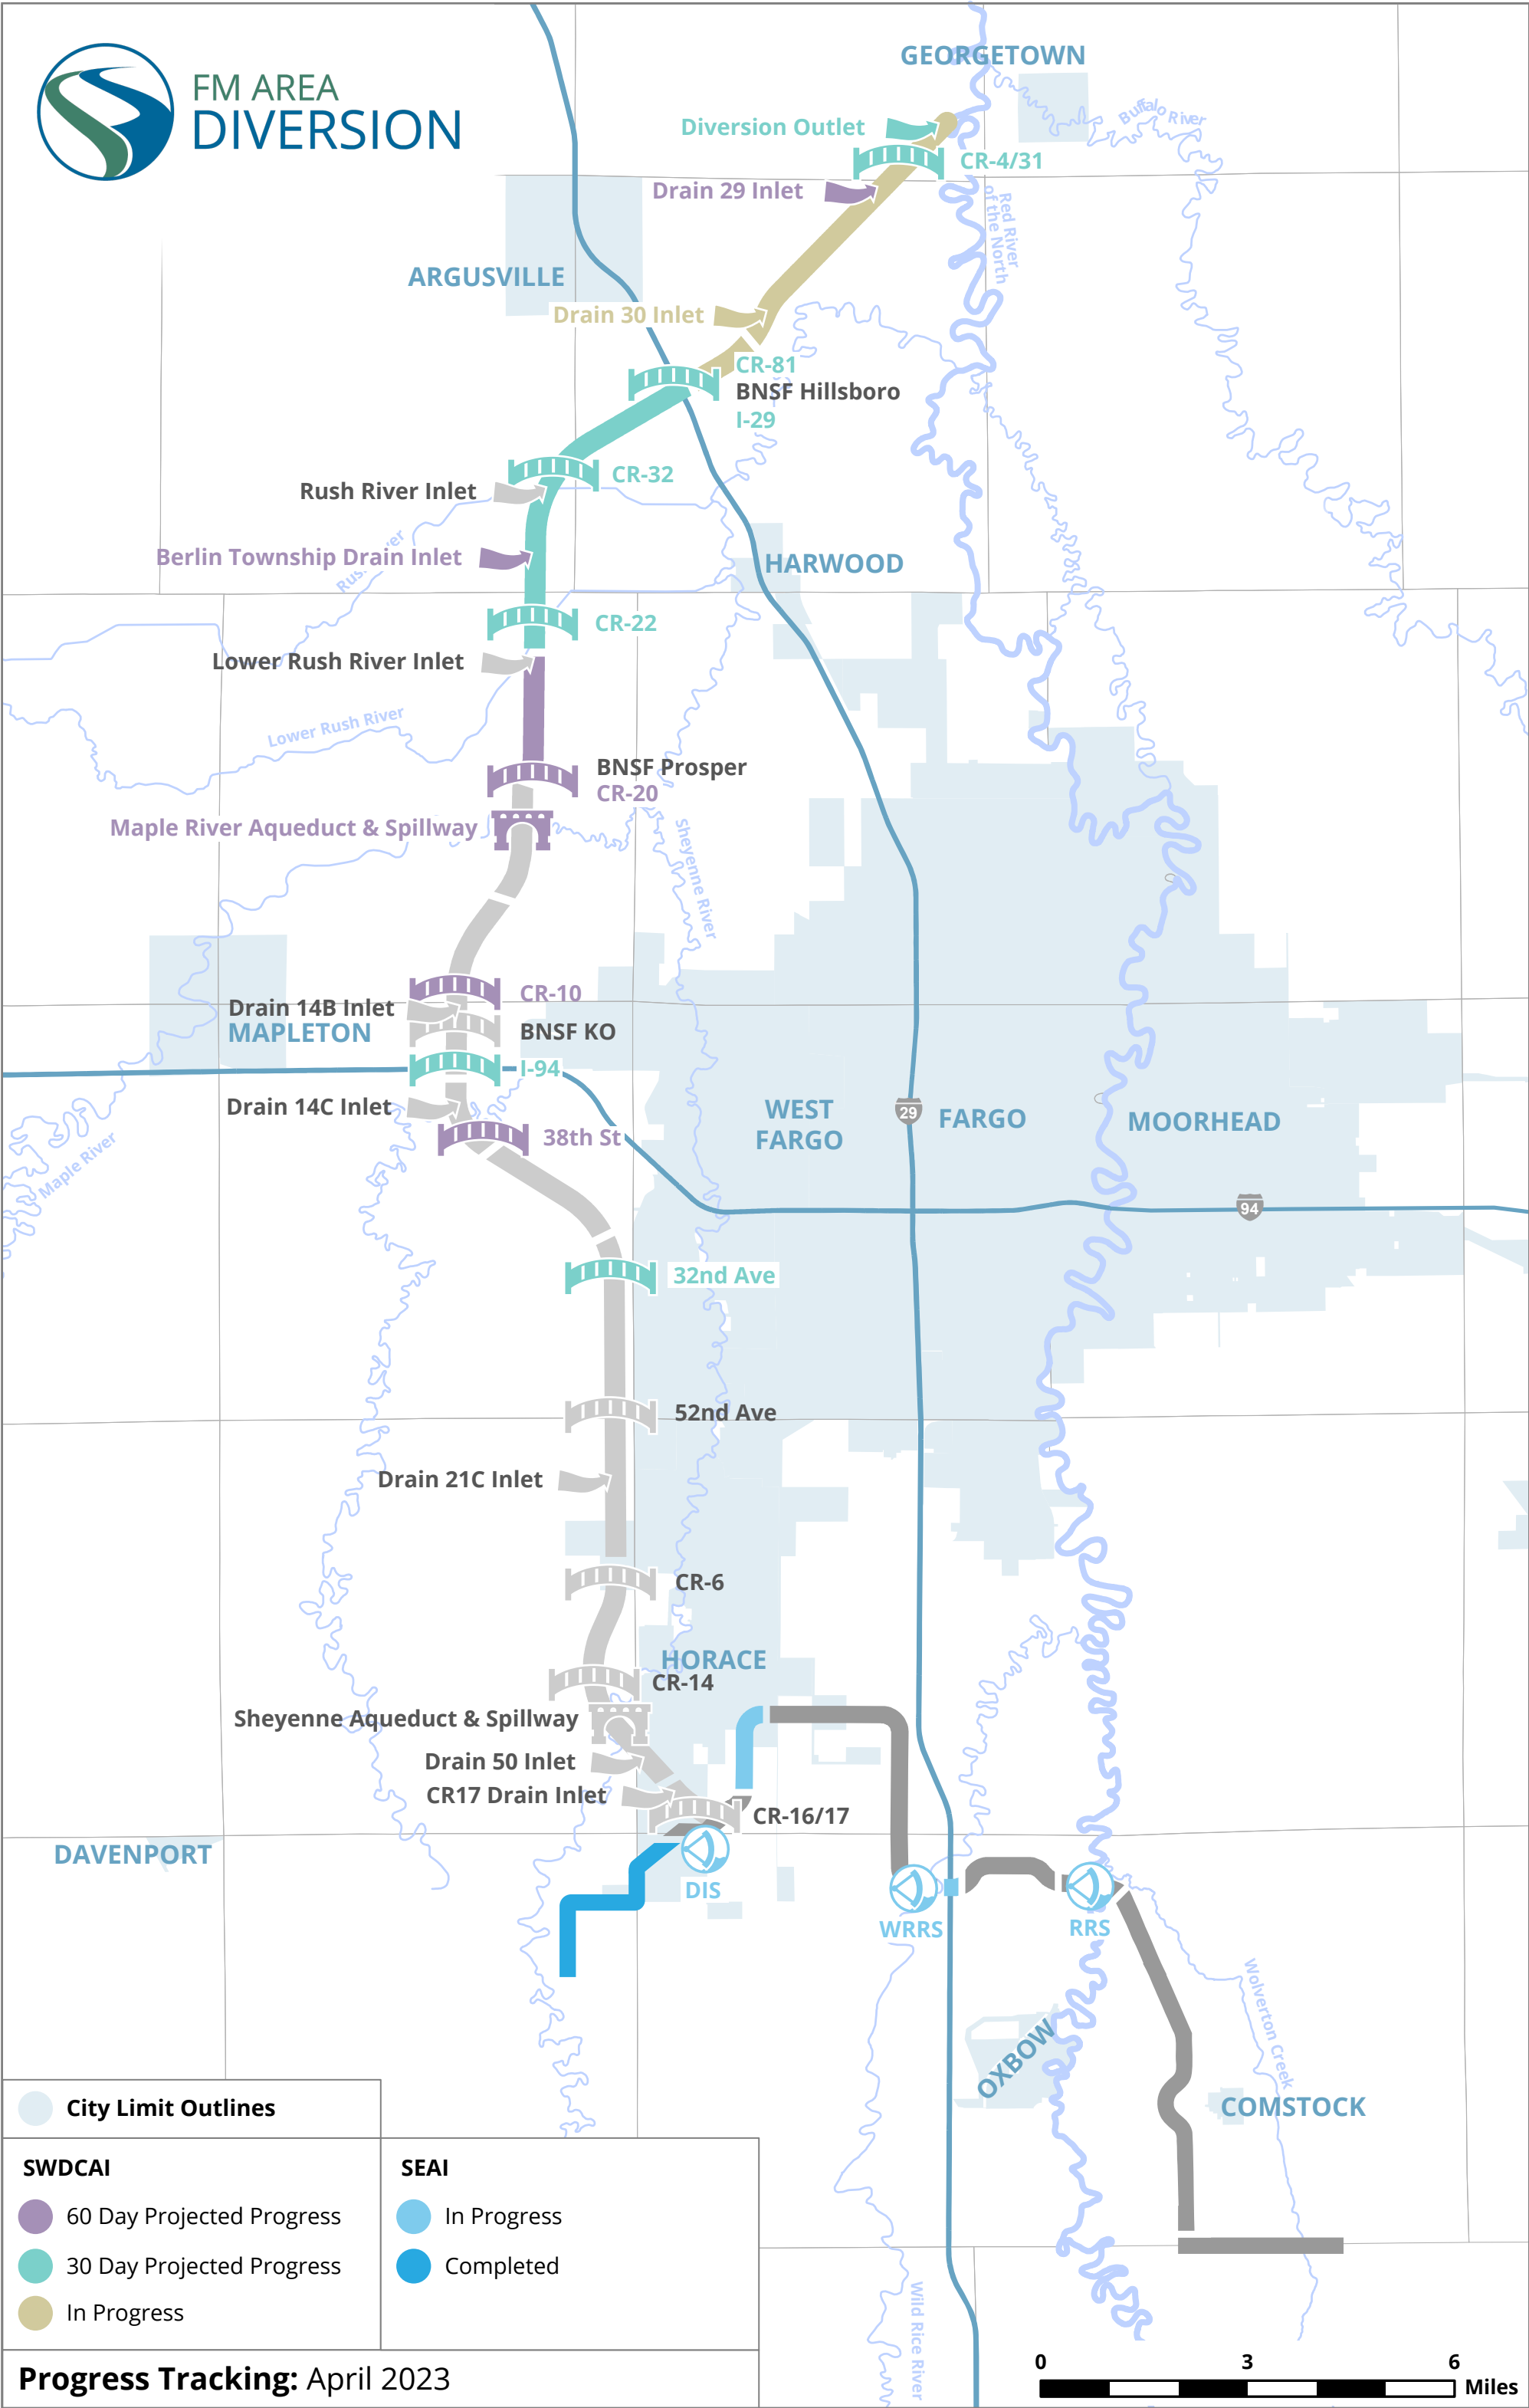 FM AREA
DIVERSION
GEORGETOWN
Buffalo River
Diversion Outlet
CR-4/31
Drain 29 Inlet
Red River
of the North
ARGUSVILLE
Drain 30 Inlet
CR-81
BNSF Hillsboro
I-29
CR-32
Rush River Inlet
Berlin Township Drain Inlet
HARWOOD
CR-22
Lower Rush River Inlet
Lower Rush River
BNSF Prosper
CR-20
Maple River Aqueduct & Spillway
Sheyenne River
CR-10
Drain 14B Inlet
MAPLETON
BNSF KO
I-94
Drain 14C Inlet
WEST
FARGO
29
FARGO
MOORHEAD
38th St
Maple River
94
32nd Ave
52nd Ave
Drain 21C Inlet
CR-6
HORACE
CR-14
Sheyenne Aqueduct & Spillway
Drain 50 Inlet
CR17 Drain Inlet
CR-16/17
DAVENPORT
DIS
WRRS
RRS
Wolverton Creek
OXBOW
COMSTOCK
City Limit Outlines
SWDCAI
60 Day Projected Progress
30 Day Projected Progress
In Progress
SEAI
In Progress
Completed
Wild Rice River
Progress Tracking: April 2023
0 3 6
Miles